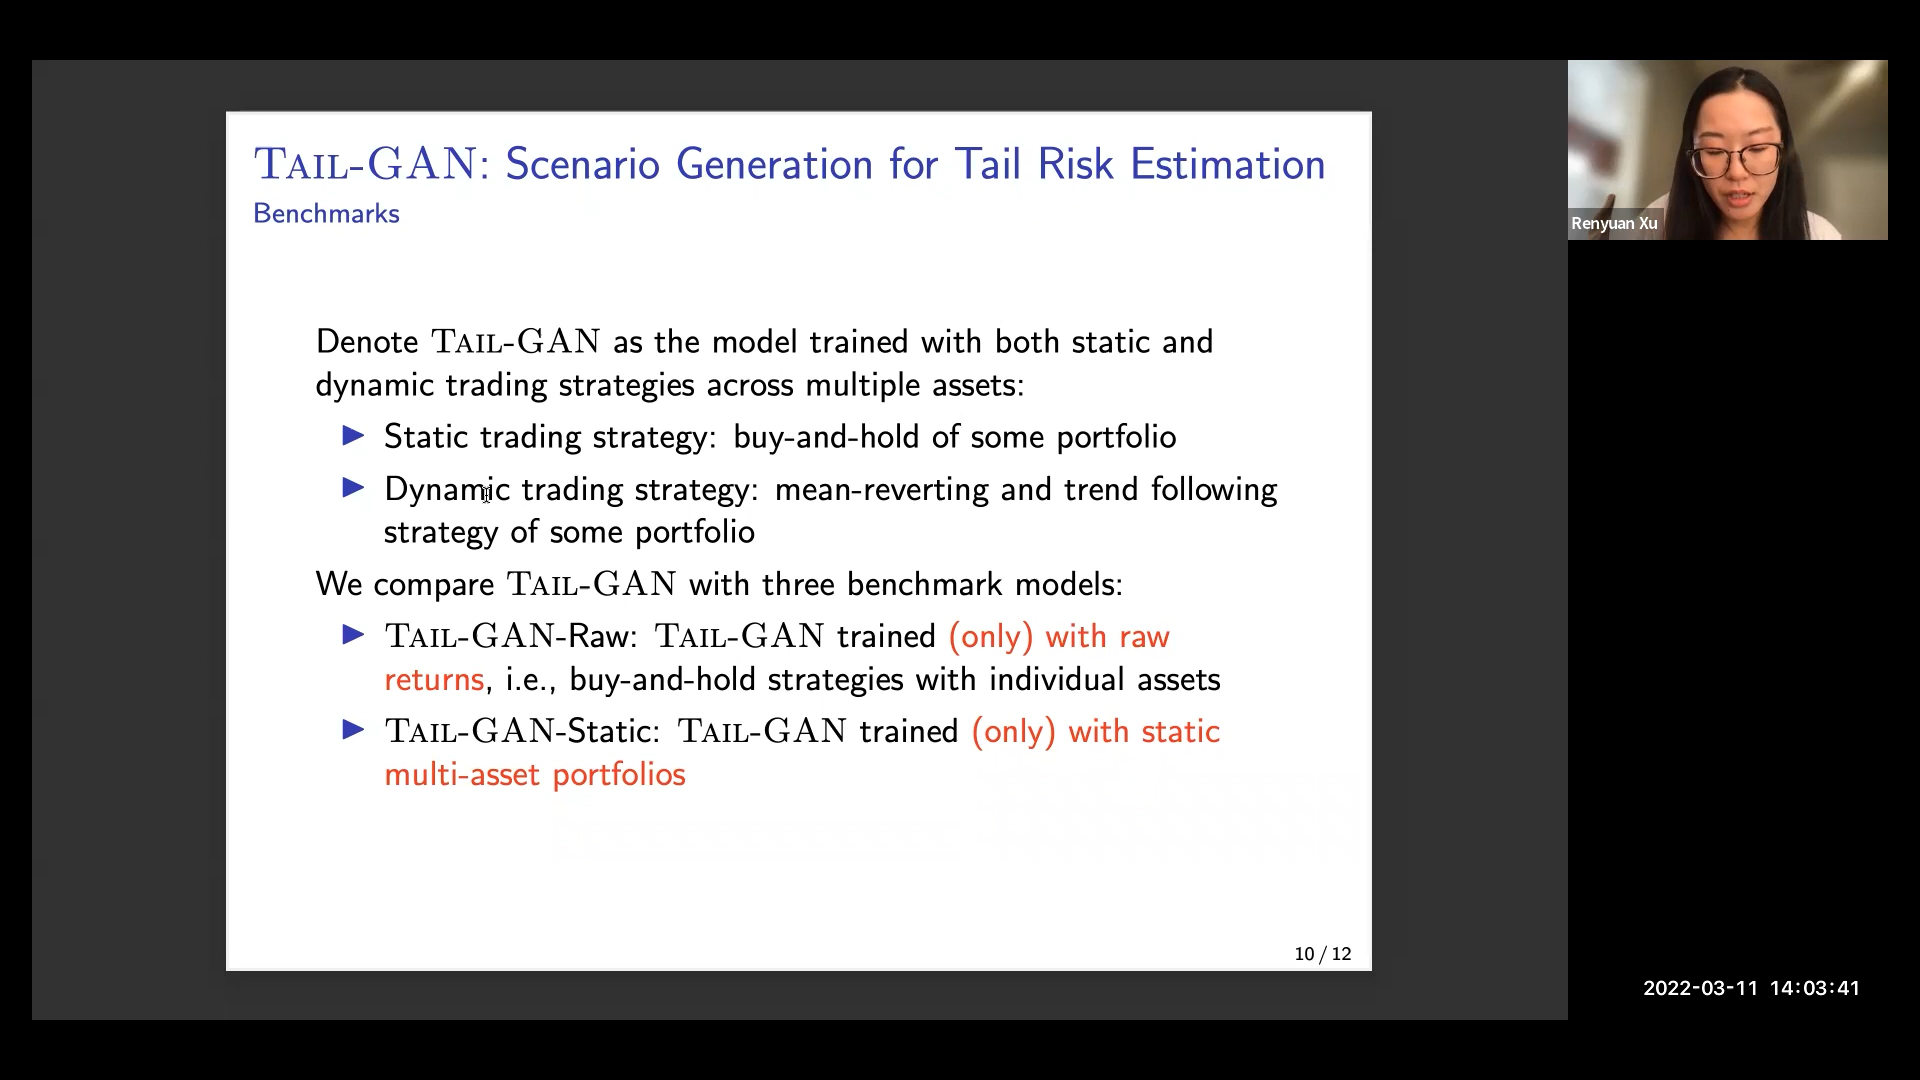 TAIL-GAN: Scenario Generation for Tail Risk Estimation
Benchmarks
Denote TAIL-GAN as the model trained with both static and
dynamic trading strategies across multiple assets:
▶ Static trading strategy: buy-and-hold of some portfolio
▶ Dynamic trading strategy: mean-reverting and trend following
strategy of some portfolio
We compare TAIL-GAN with three benchmark models:
▶ TAIL-GAN-Raw: TAIL-GAN trained (only) with raw
returns, i.e., buy-and-hold strategies with individual assets
▶ TAIL-GAN-Static: TAIL-GAN trained (only) with static
multi-asset portfolios
10 / 12
Renyuan Xu
2022-03-11 14:03:41